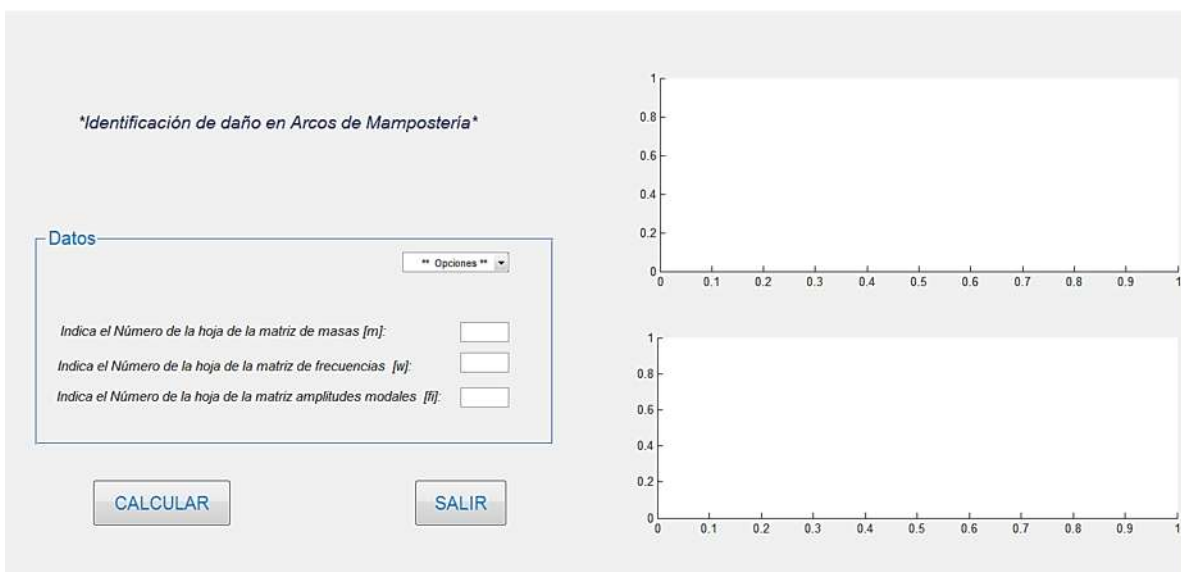 *Identificación de daño en Arcos de Mampostería*
Datos
** Opciones **
Indica el Número de la hoja de la matriz de masas [m]:
Indica el Número de la hoja de la matriz de frecuencias [w]:
Indica el Número de la hoja de la matriz amplitudes modales [fi]:
CALCULAR
SALIR
1
0.8
0.6
0.4
0.2
0
0 0.1 0.2 0.3 0.4 0.5 0.6 0.7 0.8 0.9 1
1
0.8
0.6
0.4
0.2
0
0 0.1 0.2 0.3 0.4 0.5 0.6 0.7 0.8 0.9 1